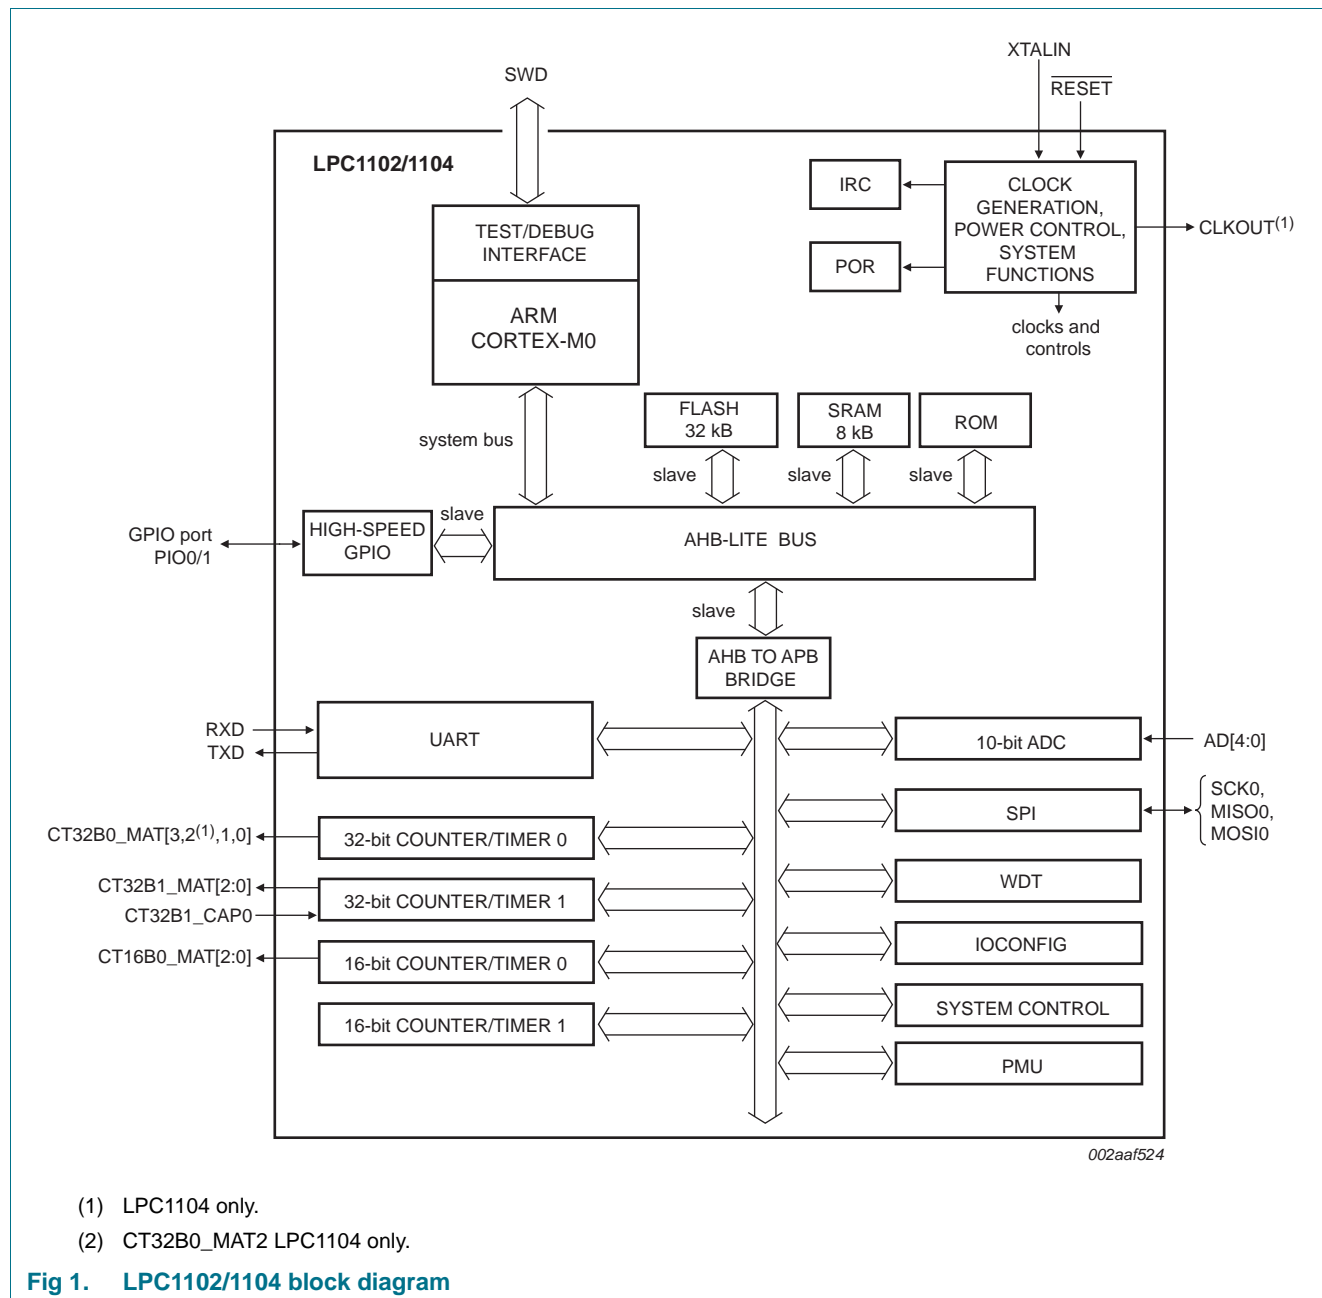 SWD
XTALIN
RESET
LPC1102/1104
IRC
POR
CLOCK
GENERATION,
POWER CONTROL,
SYSTEM
FUNCTIONS
CLKOUT(1)
clocks and
controls
TEST/DEBUG
INTERFACE
ARM
CORTEX-M0
system bus
FLASH
32 kB
SRAM
8 kB
ROM
slave
slave
slave
GPIO port
PIO0/1
HIGH-SPEED
GPIO
slave
AHB-LITE BUS
slave
AHB TO APB
BRIDGE
RXD
TXD
UART
10-bit ADC
AD[4:0]
SPI
SCK0,
MISO0,
MOSI0
CT32B0_MAT[3,2(1),1,0]
32-bit COUNTER/TIMER 0
CT32B1_MAT[2:0]
CT32B1_CAP0
32-bit COUNTER/TIMER 1
WDT
CT16B0_MAT[2:0]
16-bit COUNTER/TIMER 0
IOCONFIG
16-bit COUNTER/TIMER 1
SYSTEM CONTROL
PMU
002aaf524
(1) LPC1104 only.
(2) CT32B0_MAT2 LPC1104 only.
Fig 1. LPC1102/1104 block diagram